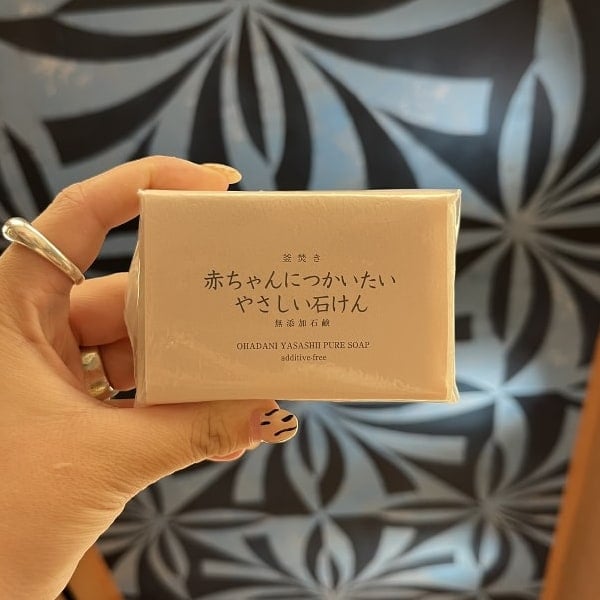 釜焚き
赤ちゃんにつかいたい
やさしい石けん
無添加石鹸
OHADANI YASASHII PURE SOAP
additive-free